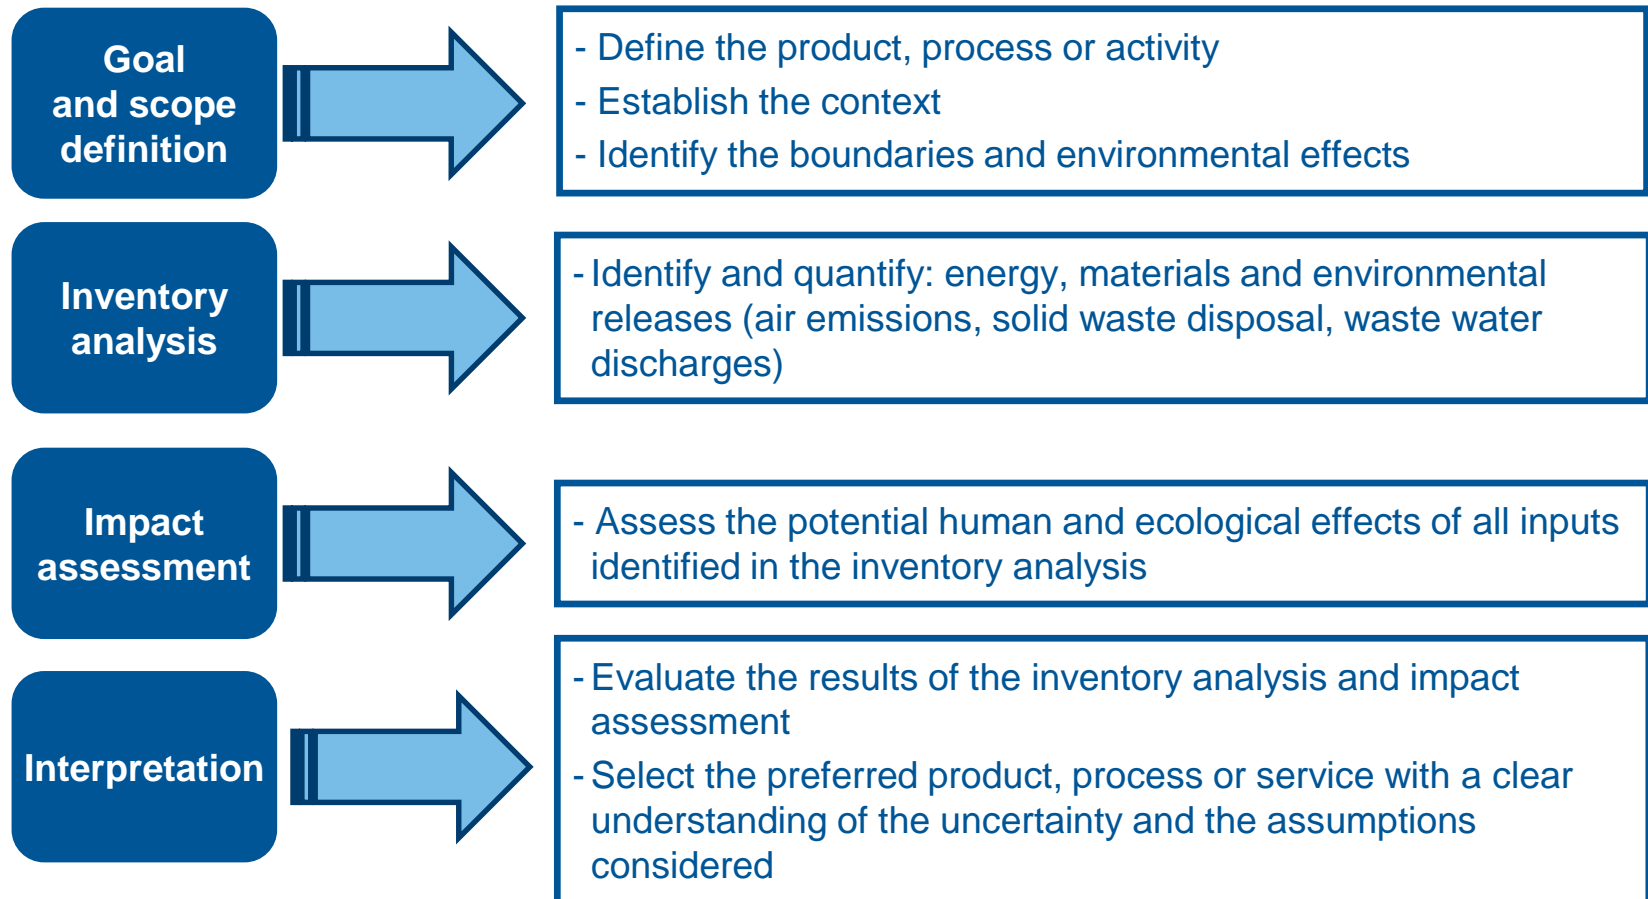 Goal
and scope
definition
- Define the product, process or activity
- Establish the context
- Identify the boundaries and environmental effects
Inventory
analysis
- Identify and quantify: energy, materials and environmental
releases (air emissions, solid waste disposal, waste water
discharges)
Impact
assessment
- Assess the potential human and ecological effects of all inputs
identified in the inventory analysis
Interpretation
- Evaluate the results of the inventory analysis and impact
assessment
- Select the preferred product, process or service with a clear
understanding of the uncertainty and the assumptions
considered